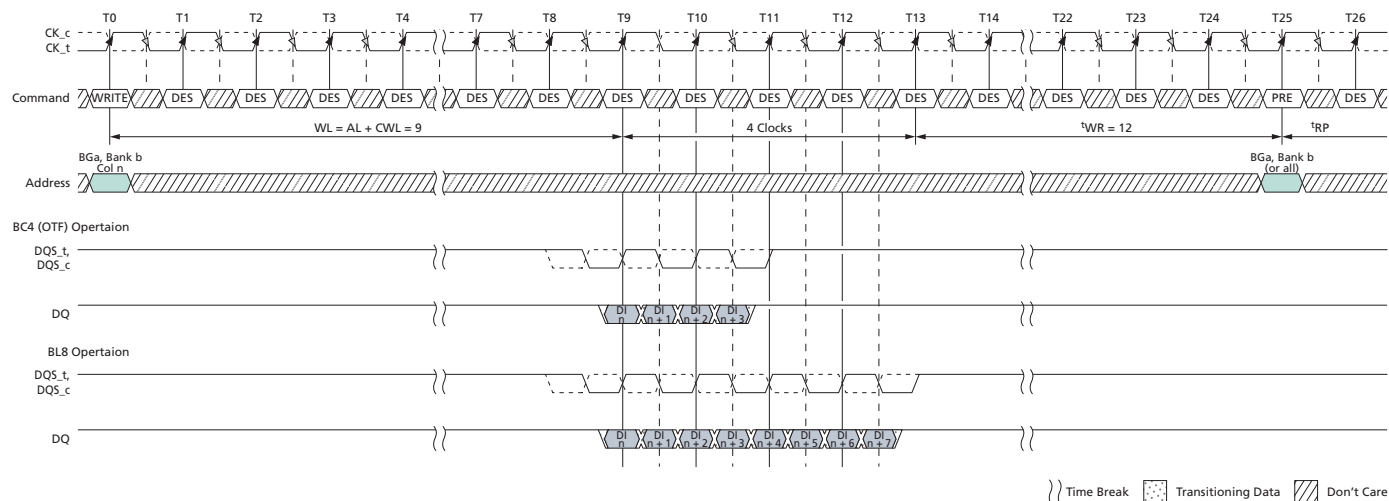 T0 T1 T2 T3 T4 T7 T8 T9 T10 T11 T12 T13 T14 T22 T23 T24 T25 T26
CK_c
CK_t
Command WRITE DES DES DES DES DES DES DES DES DES DES DES DES DES DES DES PRE DES
WL = AL + CWL = 9 4 Clocks tWR = 12 tRP
BGa, Bank b
Col n
BGa, Bank b
(or all)
Address
BC4 (OTF) Opertaion
DQS_t,
DQS_c
DQ
DI n DI n + 1 DI n + 2 DI n + 3
BL8 Opertaion
DQS_t,
DQS_c
DQ
DI n DI n + 1 DI n + 2 DI n + 3 DI n + 4 DI n + 5 DI n + 6 DI n + 7
Time Break Transitioning Data Don't Care